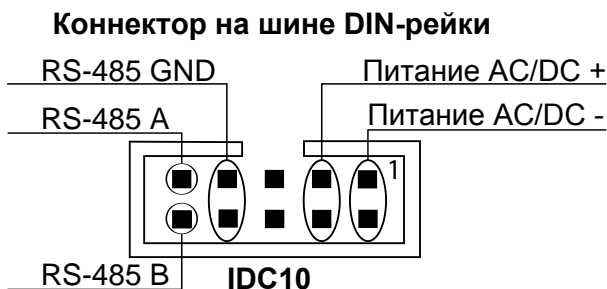 Коннектор на шине DIN-рейки
RS-485 GND
Питание AC/DC +
RS-485 A
Питание AC/DC -
1
RS-485 B
IDC10